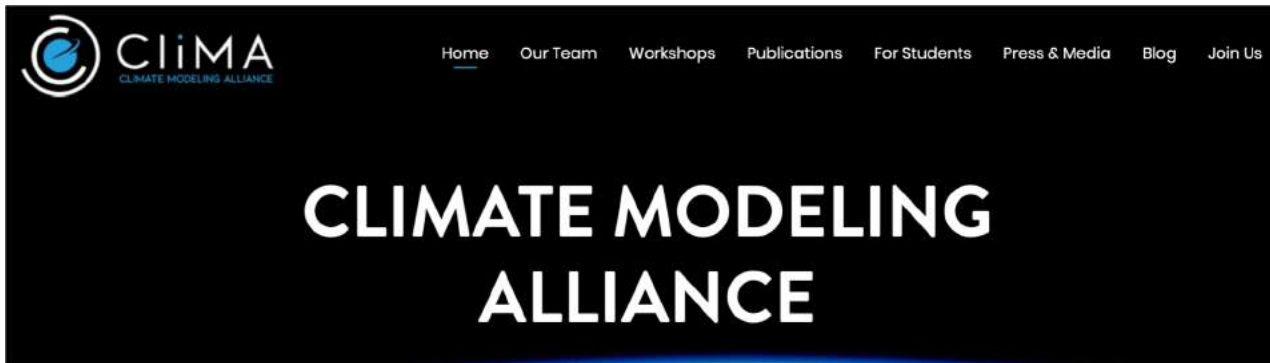 CliMA
CLIMATE MODELING ALLIANCE
Home Our Team Workshops Publications For Students Press & Media Blog Join Us
CLIMATE MODELING
ALLIANCE